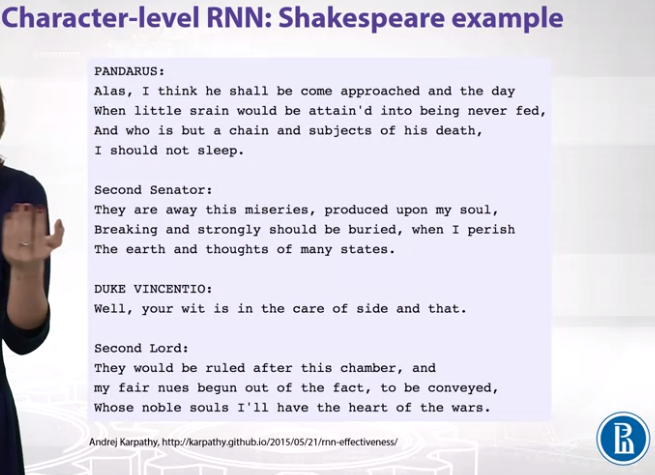 Character-level RNN: Shakespeare example
PANDARUS:
Alas, I think he shall be come approached and the day
When little srain would be attain'd into being never fed,
And who is but a chain and subjects of his death,
I should not sleep.
Second Senator:
They are away this miseries, produced upon my soul,
Breaking and strongly should be buried, when I perish
The earth and thoughts of many states.
DUKE VINCENTIO:
Well, your wit is in the care of side and that.
Second Lord:
They would be ruled after this chamber, and
my fair nues begun out of the fact, to be conveyed,
Whose noble souls I'll have the heart of the wars.
Andrej Karpathy, http://karpathy.github.io/2015/05/21/rnn-effectiveness/